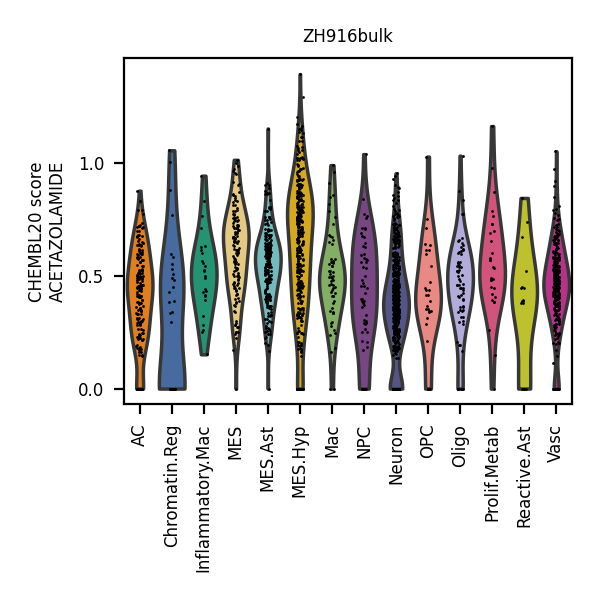 ZH916bulk
CHEMBL20 score
ACETAZOLAMIDE
1.0
0.5
0.0
AC
Chromatin.Reg
Inflammatory.Mac
MES
MES.Ast
MES.Hyp
Mac
NPC
Neuron
OPC
Oligo
Prolif.Metab
Reactive.Ast
Vasc